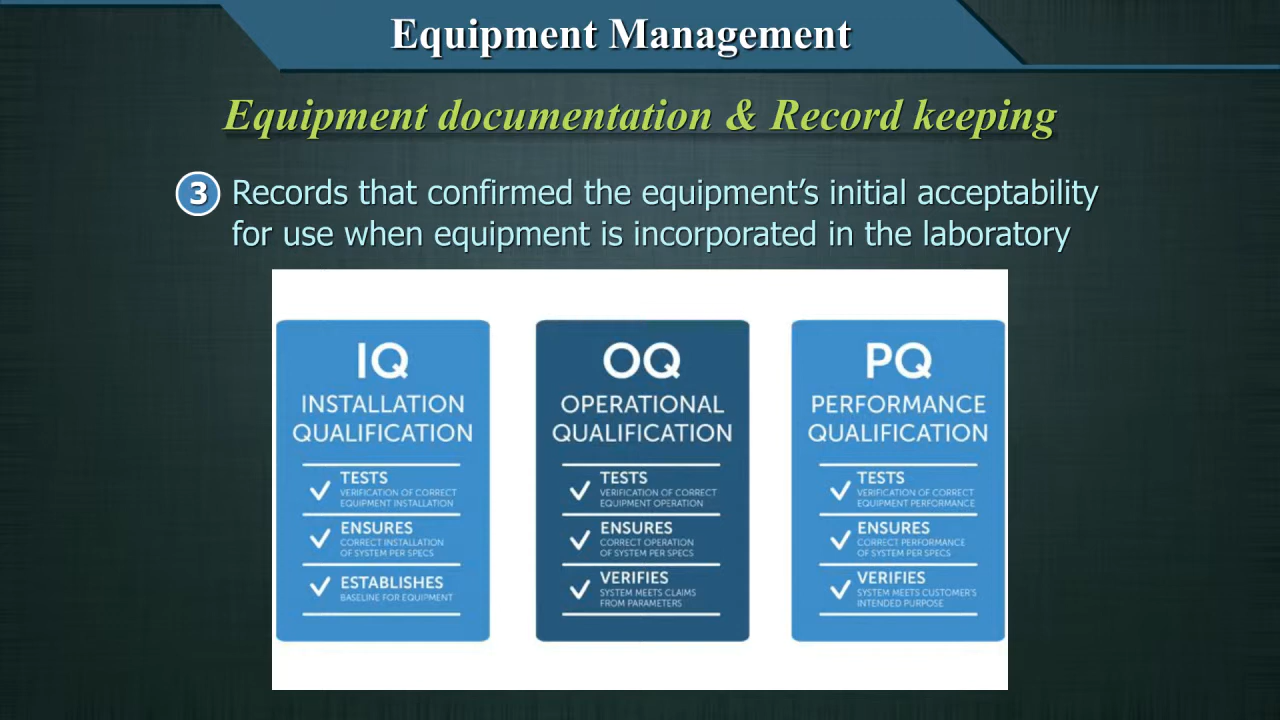 Equipment Management
Equipment documentation & Record keeping
3 Records that confirmed the equipment’s initial acceptability
for use when equipment is incorporated in the laboratory
IQ
INSTALLATION
QUALIFICATION
TESTS
VERIFICATION OF CORRECT
EQUIPMENT INSTALLATION
ENSURES
CORRECT INSTALLATION
OF SYSTEM PER SPECS
ESTABLISHES
BASELINE FOR EQUIPMENT
OQ
OPERATIONAL
QUALIFICATION
TESTS
VERIFICATION OF CORRECT
EQUIPMENT OPERATION
ENSURES
CORRECT OPERATION
OF SYSTEM PER SPECS
VERIFIES
SYSTEM MEETS CLAIMS
FROM PARAMETERS
PQ
PERFORMANCE
QUALIFICATION
TESTS
VERIFICATION OF CORRECT
EQUIPMENT PERFORMANCE
ENSURES
CORRECT PERFORMANCE
OF SYSTEM PER SPECS
VERIFIES
SYSTEM MEETS CUSTOMER'S
INTENDED PURPOSE